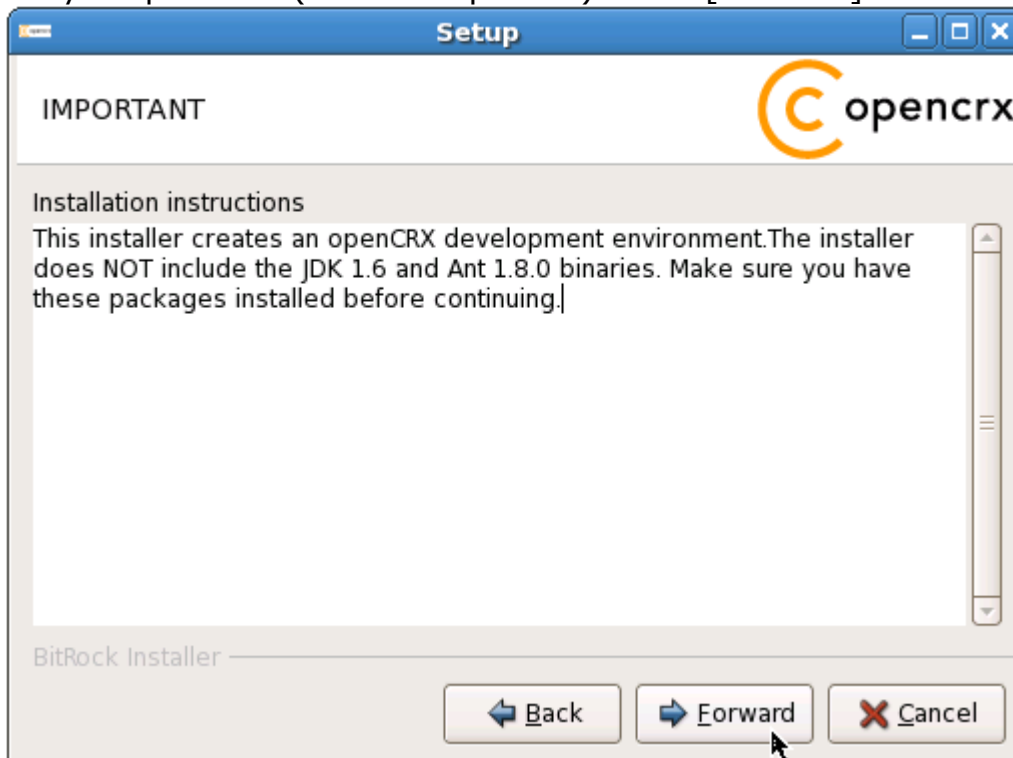 Setup
IMPORTANT
opencrx
Installation instructions
This installer creates an openCRX development environment.The installer
does NOT include the JDK 1.6 and Ant 1.8.0 binaries. Make sure you have
these packages installed before continuing.
BitRock Installer
Back
Forward
Cancel